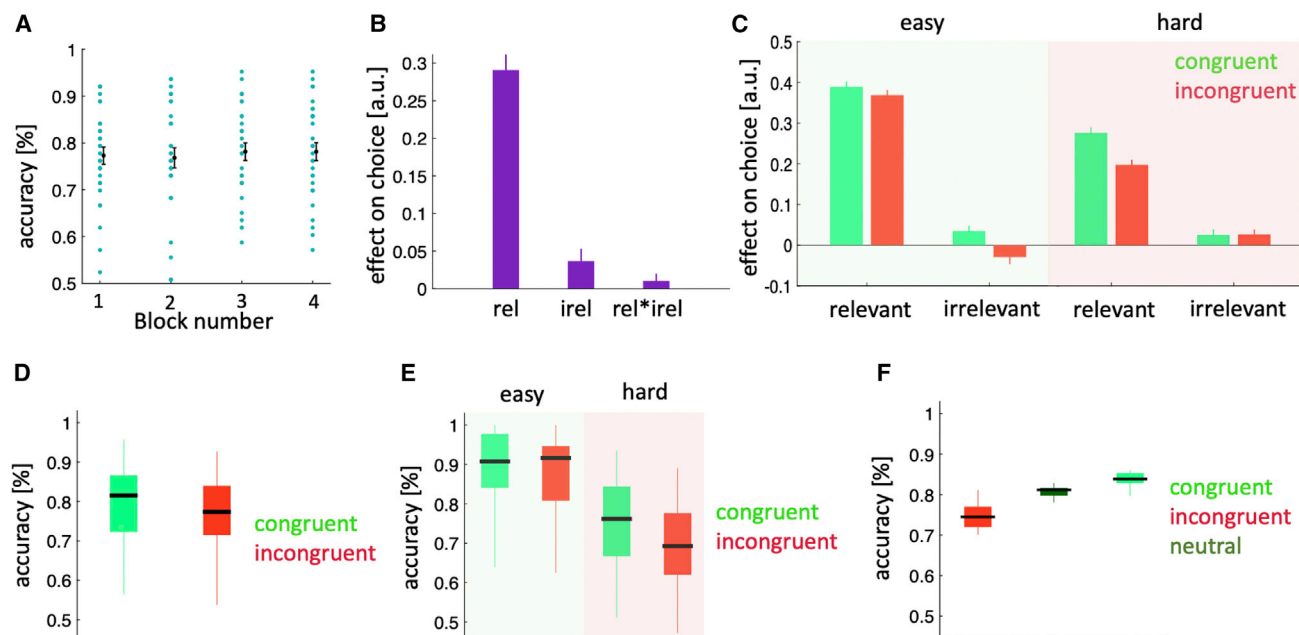 A
accuracy [%]
1
0.9
0.8
0.7
0.6
0.5
1 2 3 4
Block number
B
effect on choice [a.u.]
0.3
0.25
0.2
0.15
0.1
0.05
0
rel irel rel*irel
C
easy hard
effect on choice [a.u.]
0.5
0.4
0.3
0.2
0.1
0
-0.1
congruent
incongruent
relevant irrelevant relevant irrelevant
D
accuracy [%]
1
0.9
0.8
0.7
0.6
0.5
congruent
incongruent
E
easy hard
accuracy [%]
1
0.9
0.8
0.7
0.6
0.5
congruent
incongruent
F
accuracy [%]
1
0.9
0.8
0.7
0.6
0.5
congruent
incongruent
neutral